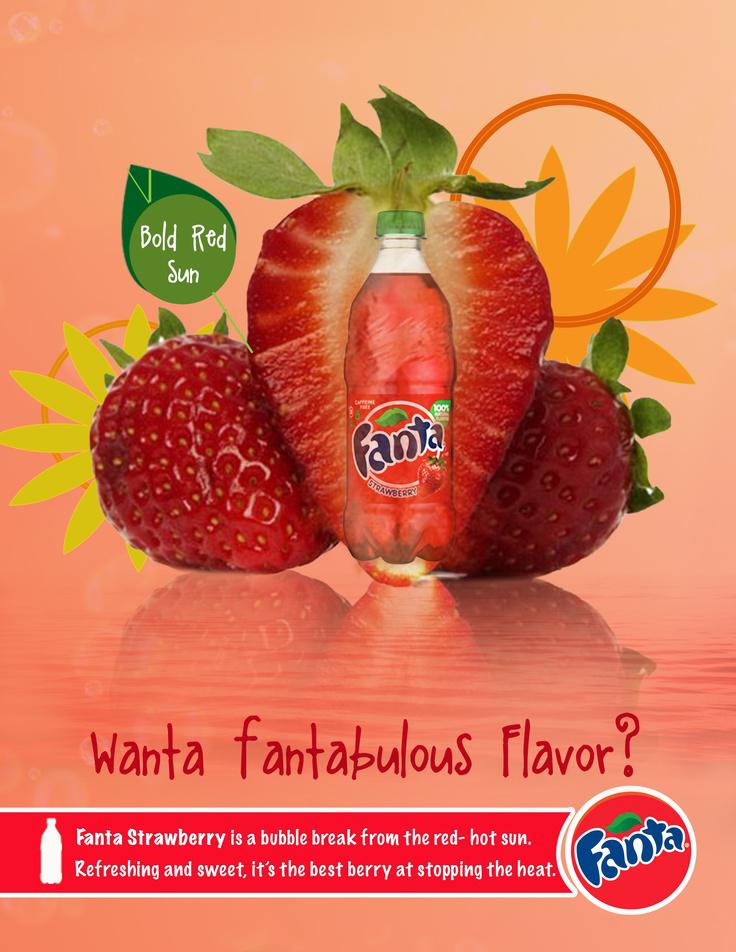 Bold Red
Sun
CAFFEINE
FREE
100%
Fanta
STRAWBERRY
Wanta fantabulous Flavor?
Fanta Strawberry is a bubble break from the red- hot sun.
Refreshing and sweet, it's the best berry at stopping the heat.
Fanta